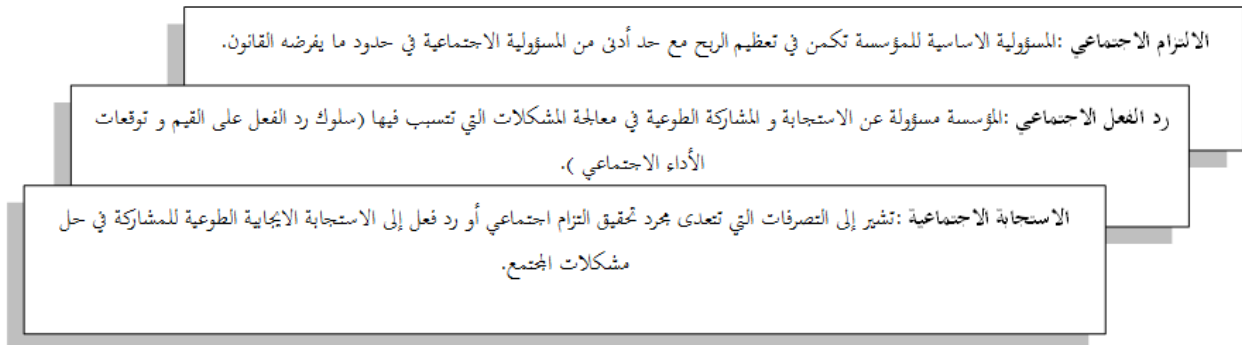 الالتزام الاجتماعي :المسؤولية الاساسية للمؤسسة تكمن في تعظيم الربح مع حد أدنى من المسؤولية الاجتماعية في حدود ما يفرضه القانون.
رد الفعل الاجتماعي :المؤسسة مسؤولة عن الاستجابة و المشاركة الطوعية في معالجة المشكلات التي تتسبب فيها (سلوك رد الفعل على القيم و توقعات
الأداء الاجتماعي ).
الاستجابة الاجتماعية :تشير إلى التصرفات التي تتعدى مجرد تحقيق التزام اجتماعي أو رد فعل إلى الاستجابة الايجابية الطوعية للمشاركة في حل
مشكلات المجتمع.